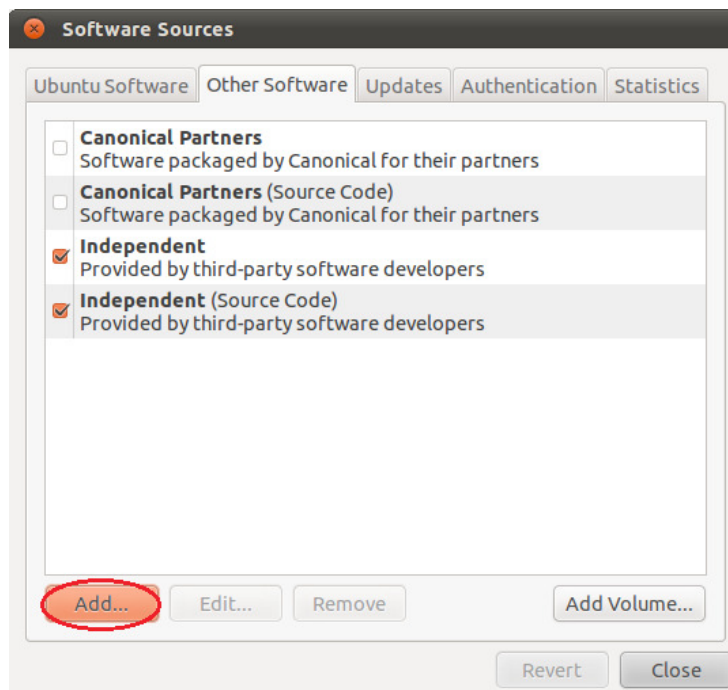 Software Sources
Ubuntu Software Other Software Updates Authentication Statistics
Canonical Partners
Software packaged by Canonical for their partners
Canonical Partners (Source Code)
Software packaged by Canonical for their partners
Independent
Provided by third-party software developers
Independent (Source Code)
Provided by third-party software developers
Add... Edit... Remove Add Volume...
Revert Close